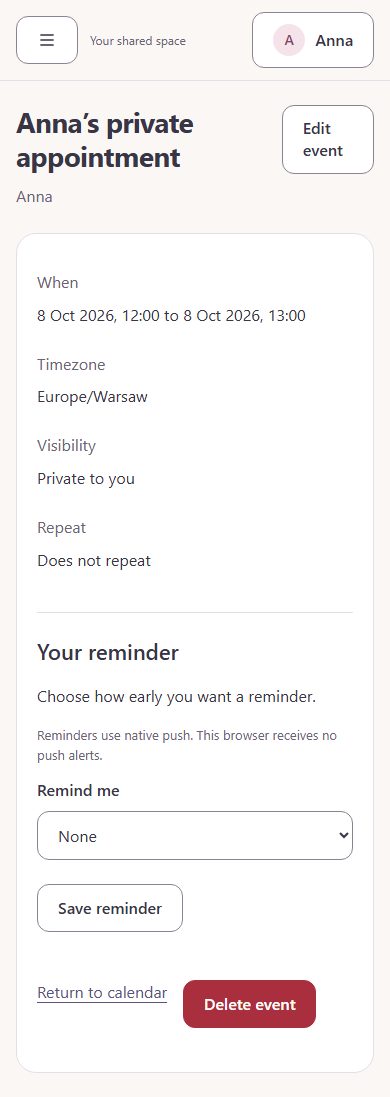 Your shared space
A Anna
Anna’s private
appointment
Edit
event
Anna
When
8 Oct 2026, 12:00 to 8 Oct 2026, 13:00
Timezone
Europe/Warsaw
Visibility
Private to you
Repeat
Does not repeat
Your reminder
Choose how early you want a reminder.
Reminders use native push. This browser receives no
push alerts.
Remind me
None
Save reminder
Return to calendar
Delete event